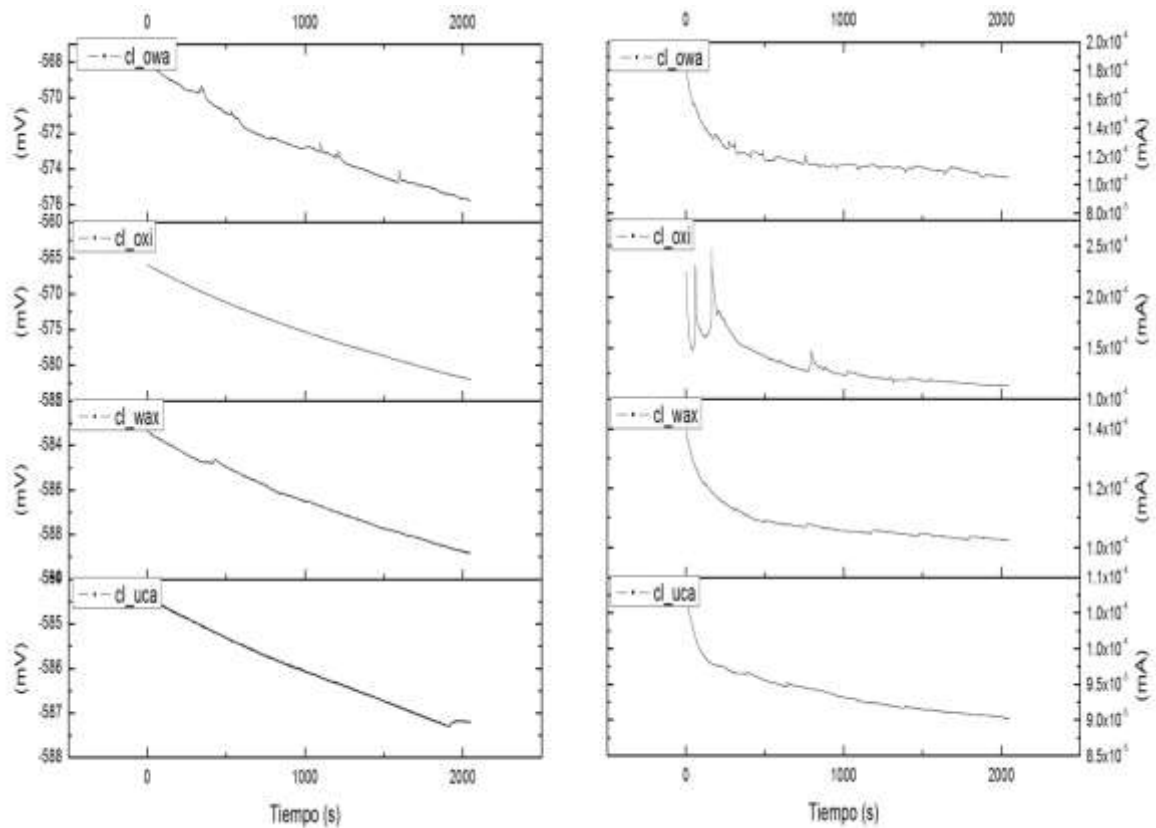 0 1000 2000
cl_owa
-568
-570
-572
-574
-576
(mV)
-560
cl_oxi
-565
-570
-575
-580
(mV)
cl_wax
-584
-586
-588
(mV)
cl_uca
-585
-586
-587
-588
(mV)
0 1000 2000
Tiempo (s)
0 1000 2000
cl_owa
2.0x10⁻⁴
1.8x10⁻⁴
1.6x10⁻⁴
1.4x10⁻⁴
1.2x10⁻⁴
1.0x10⁻⁴
8.0x10⁻⁵
(mA)
cl_oxi
2.5x10⁻⁴
2.0x10⁻⁴
1.5x10⁻⁴
1.0x10⁻⁴
(mA)
cl_wax
1.4x10⁻⁴
1.2x10⁻⁴
1.0x10⁻⁴
(mA)
cl_uca
1.1x10⁻⁴
1.0x10⁻⁴
1.0x10⁻⁴
9.5x10⁻⁵
9.0x10⁻⁵
8.5x10⁻⁵
(mA)
0 1000 2000
Tiempo (s)